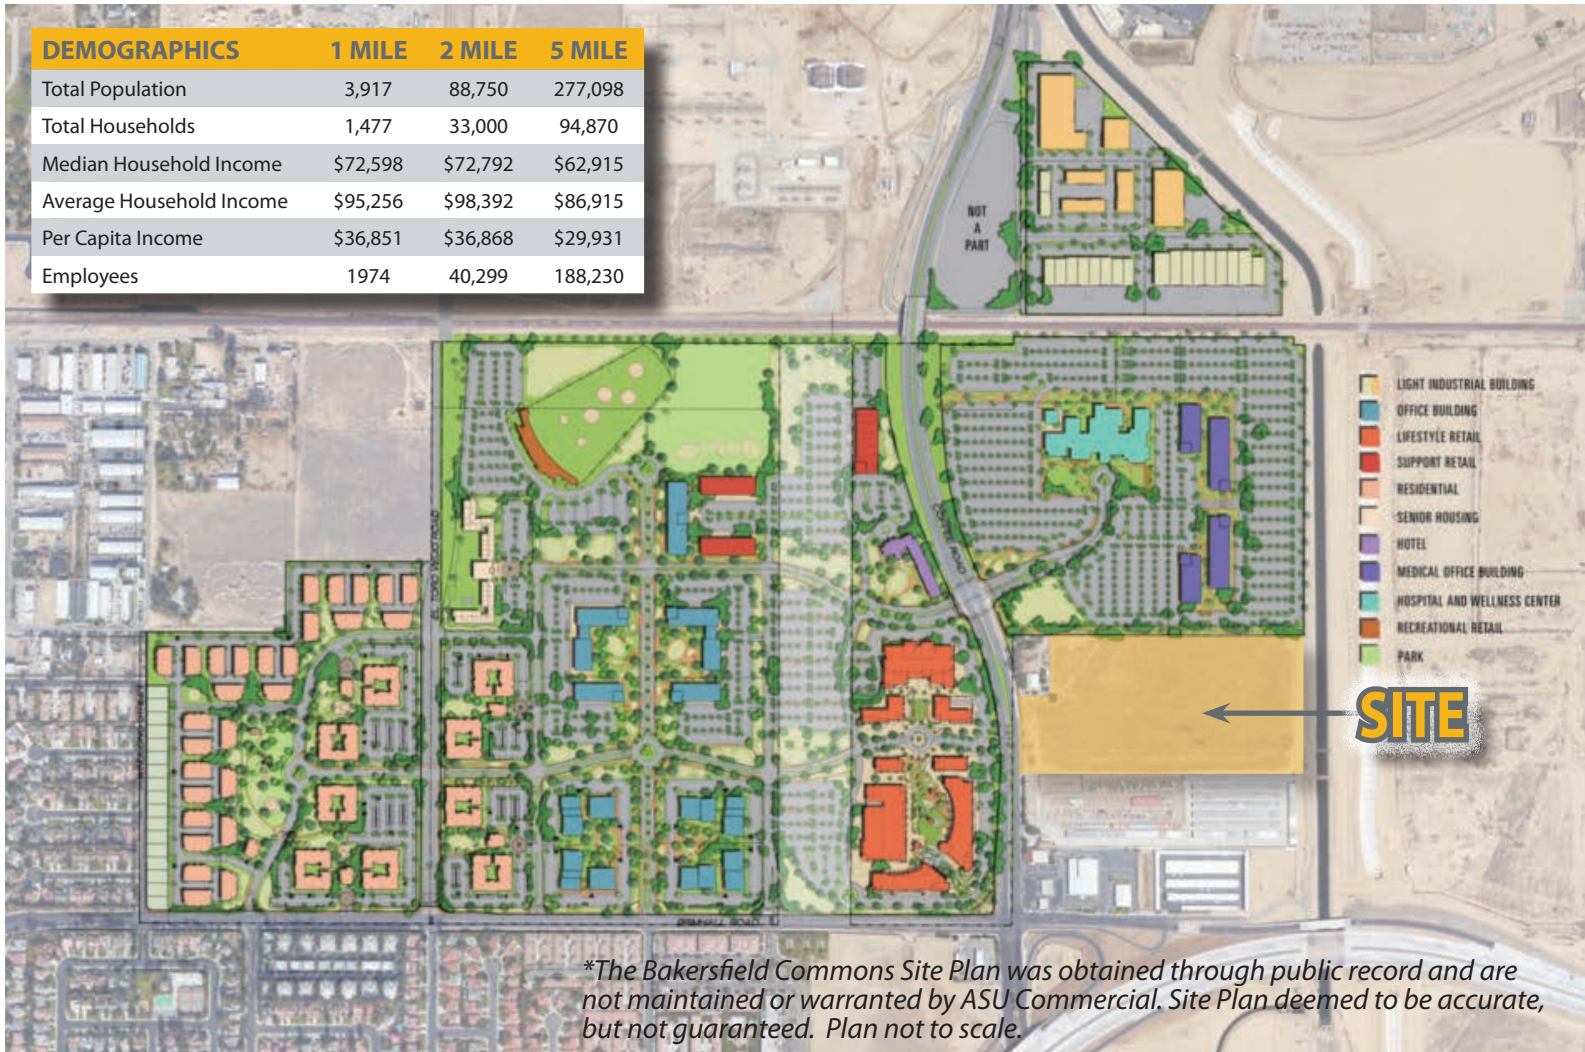 DEMOGRAPHICS 1 MILE 2 MILE 5 MILE
Total Population 3,917 88,750 277,098
Total Households 1,477 33,000 94,870
Median Household Income $72,598 $72,792 $62,915
Average Household Income $95,256 $98,392 $86,915
Per Capita Income $36,851 $36,868 $29,931
Employees 1974 40,299 188,230
NOT
A
PART
LIGHT INDUSTRIAL BUILDING
OFFICE BUILDING
LIFESTYLE RETAIL
SUPPORT RETAIL
RESIDENTIAL
SENIOR HOUSING
HOTEL
MEDICAL OFFICE BUILDING
HOSPITAL AND WELLNESS CENTER
RECREATIONAL RETAIL
PARK
EL TORO VIEJO ROAD
ROAD
SITE
*The Bakersfield Commons Site Plan was obtained through public record and are
not maintained or warranted by ASU Commercial. Site Plan deemed to be accurate,
but not guaranteed. Plan not to scale.